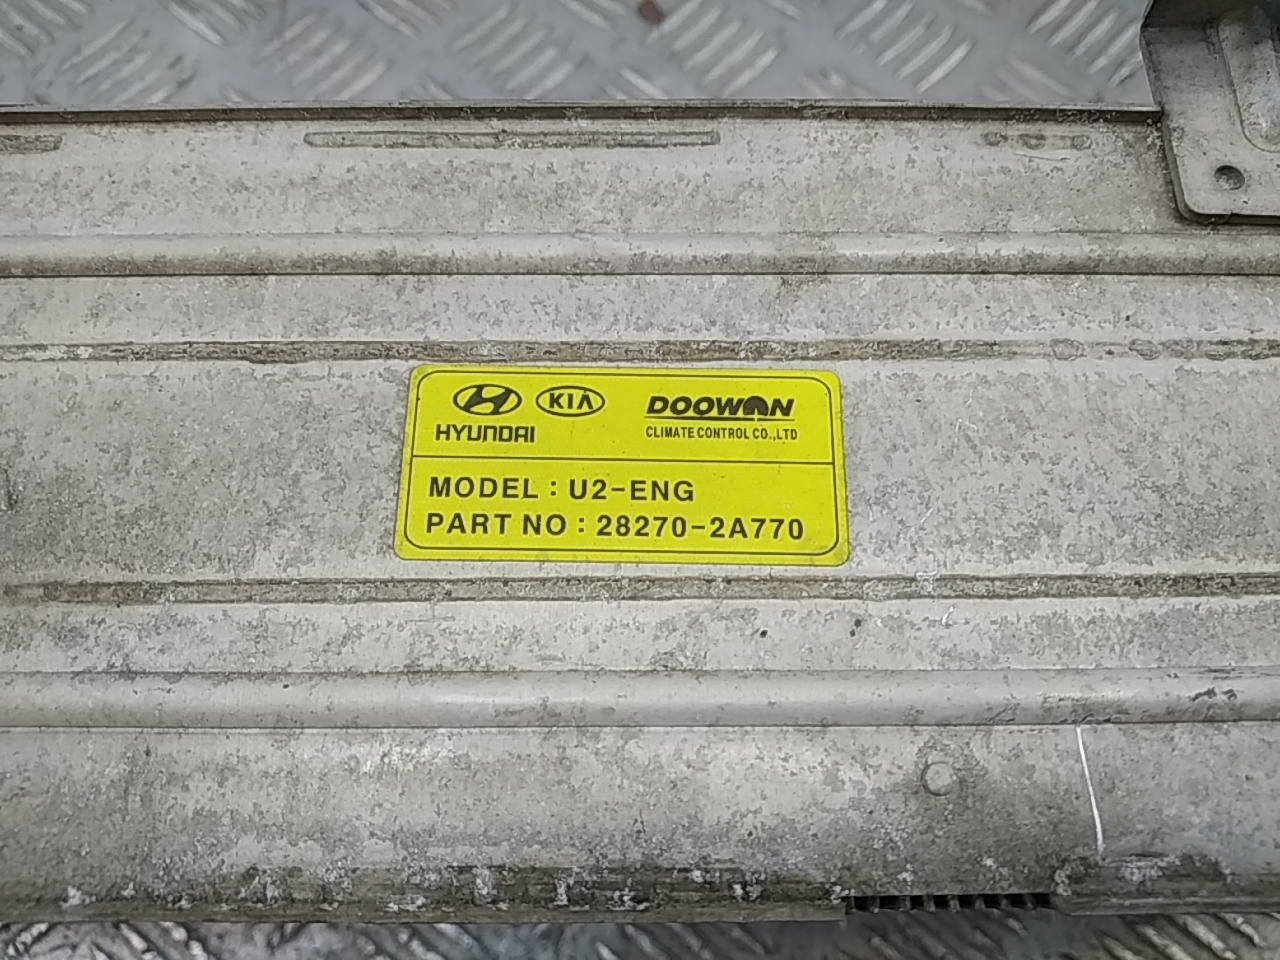 KIA
HYUNDAI
DOOWON
CLIMATE CONTROL CO.,LTD
MODEL : U2-ENG
PART NO : 28270-2A770